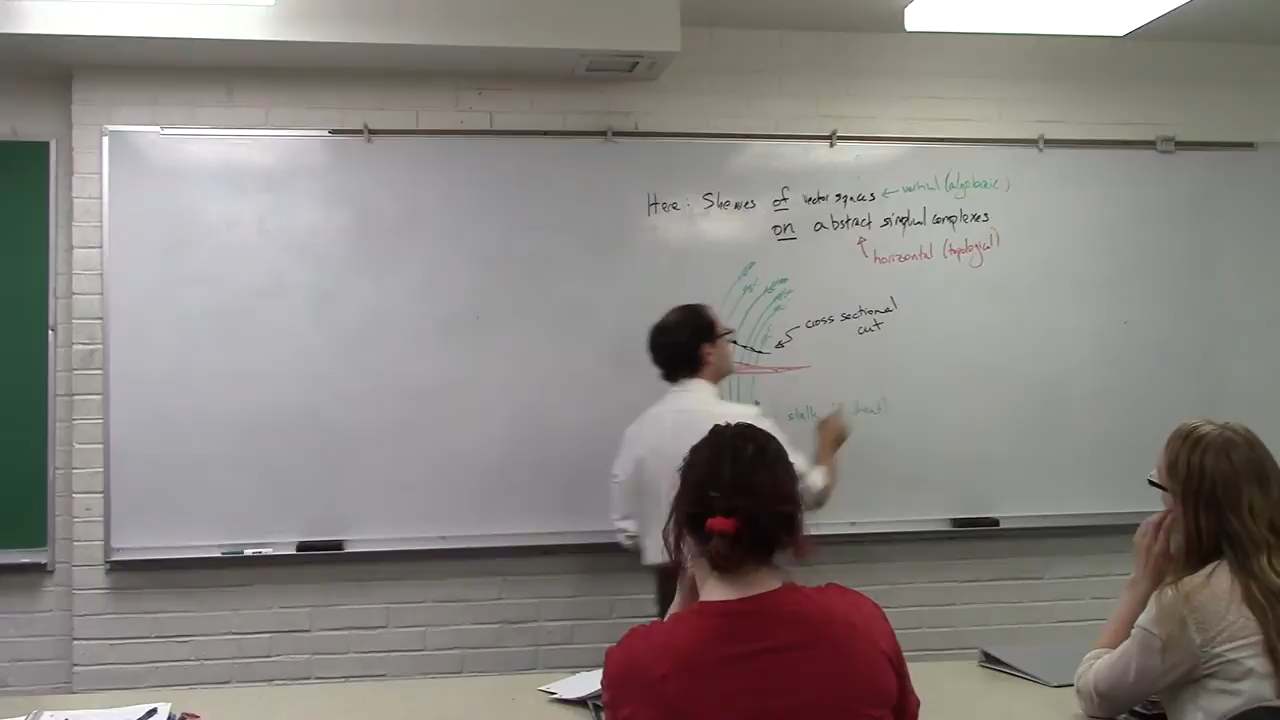 Here: Sheaves of vector spaces ← vertical (algebraic)
on abstract simplicial complexes
horizontal (topological)
cross sectional
cut
stalk